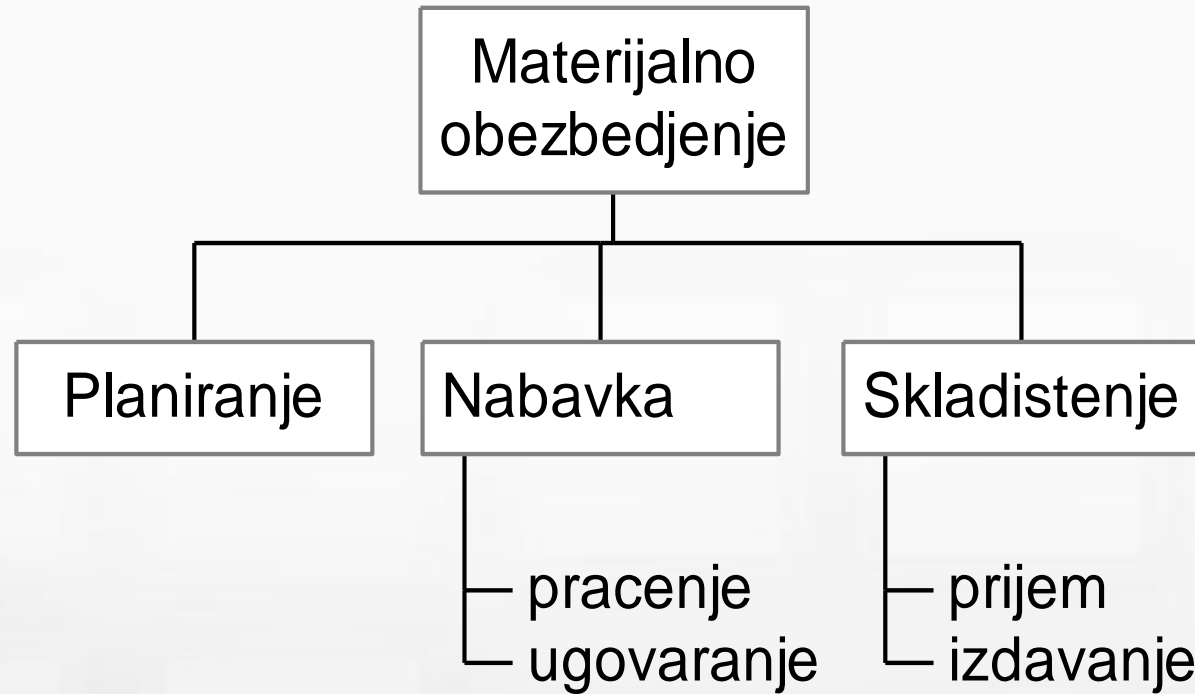 Materijalno
obezbedjenje
Planiranje
Nabavka
Skladistenje
pracenje
ugovaranje
prijem
izdavanje